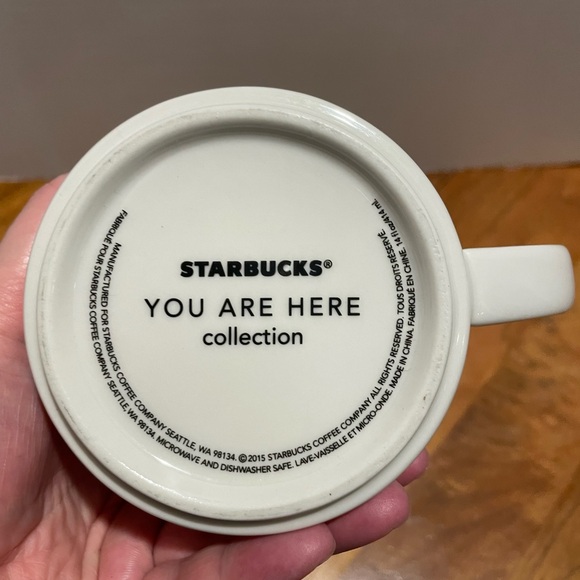 STARBUCKS®
YOU ARE HERE
collection
MANUFACTURED FOR STARBUCKS COFFEE COMPANY SEATTLE, WA 98134. ©2015 STARBUCKS COFFEE COMPANY ALL RIGHTS RESERVED. TOUS DROITS RÉSERVÉ.
FABRIQUÉ POUR STARBUCKS COFFEE COMPANY SEATTLE, WA 98134. MICROWAVE AND DISHWASHER SAFE. LAVE-VAISSELLE ET MICRO-ONDE. MADE IN CHINA. FABRIQUÉ EN CHINE. 14 fl oz/414 mL